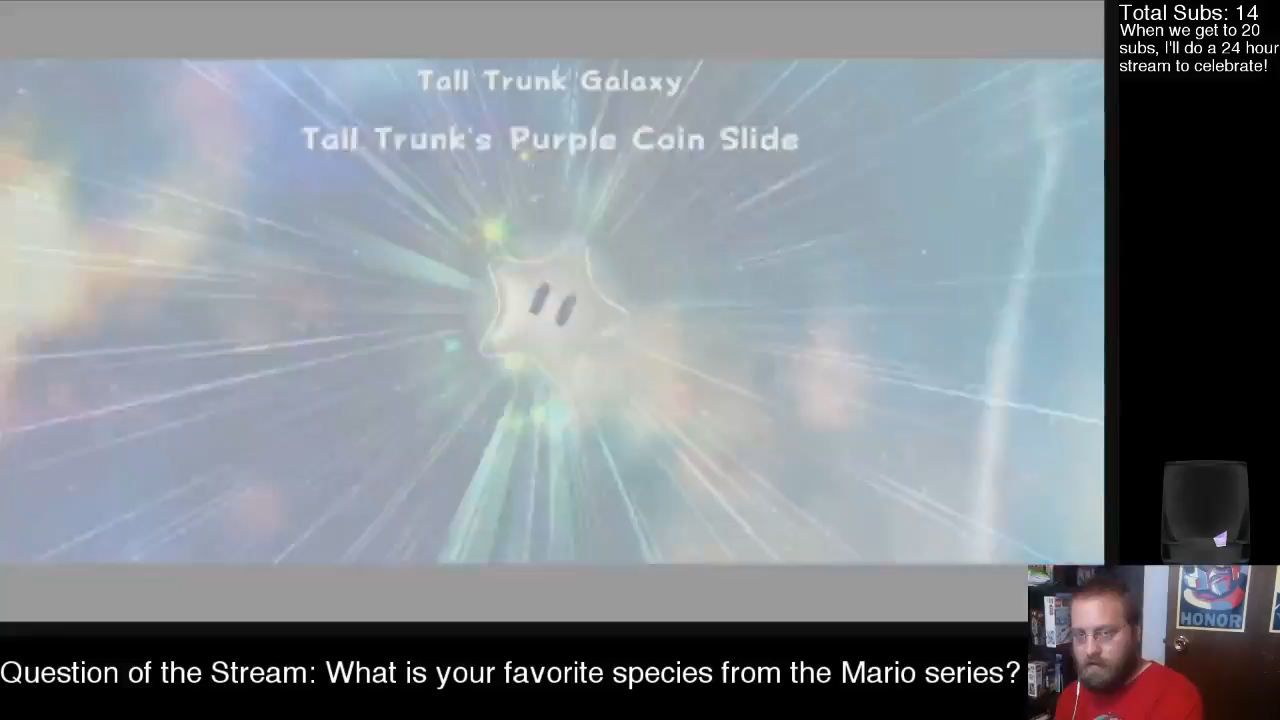 Total Subs: 14
When we get to 20
subs, I'll do a 24 hour
stream to celebrate!
Tall Trunk Galaxy
Tall Trunk's Purple Coin Slide
HONOR
Question of the Stream: What is your favorite species from the Mario series?